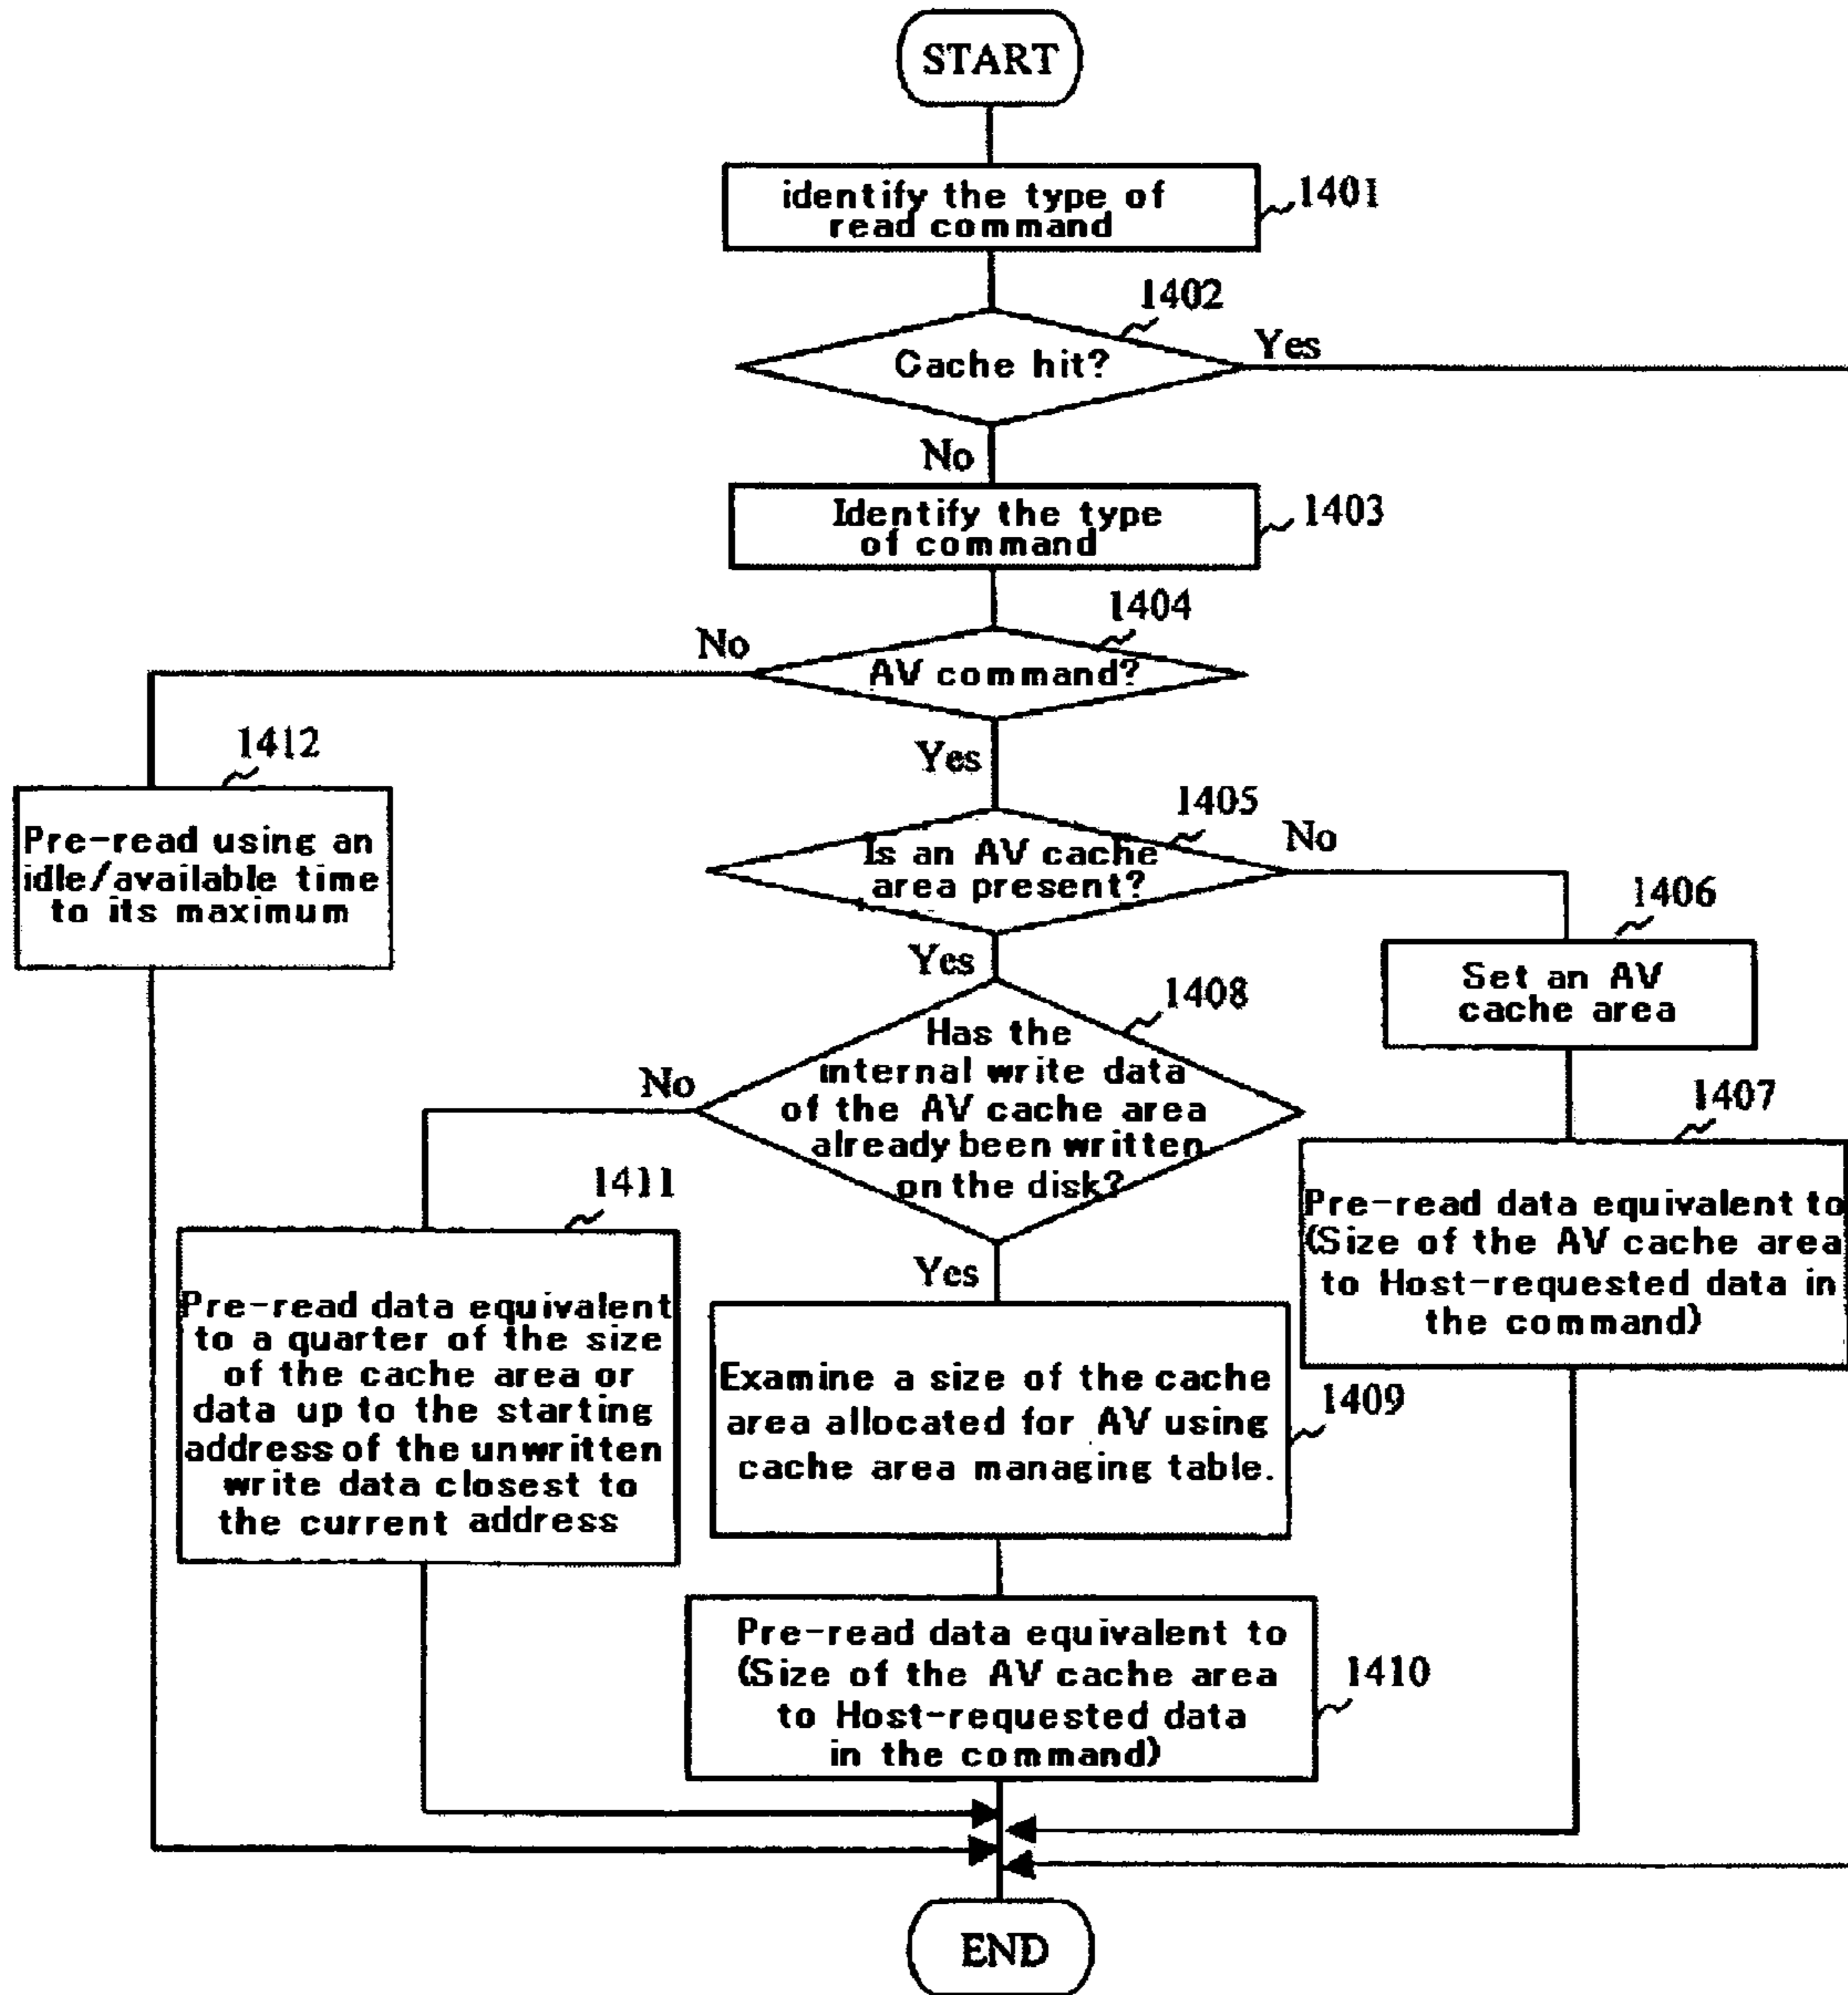 START
identify the type of
read command
1401
1402
Cache hit?
Yes
No
Identify the type
of command
1403
1404
No
AV command?
Yes
1412
Pre-read using an
idle/available time
to its maximum
1405
Is an AV cache
area present?
No
Yes
1406
Set an AV
cache area
1408
Has the
internal write data
of the AV cache area
already been written
on the disk?
No
Yes
1407
Pre-read data equivalent to
(Size of the AV cache area
to Host-requested data in
the command)
1411
Pre-read data equivalent
to a quarter of the size
of the cache area or
data up to the starting
address of the unwritten
write data closest to
the current address
Examine a size of the cache
area allocated for AV using
cache area managing table.
1409
Pre-read data equivalent to
(Size of the AV cache area
to Host-requested data
in the command)
1410
END